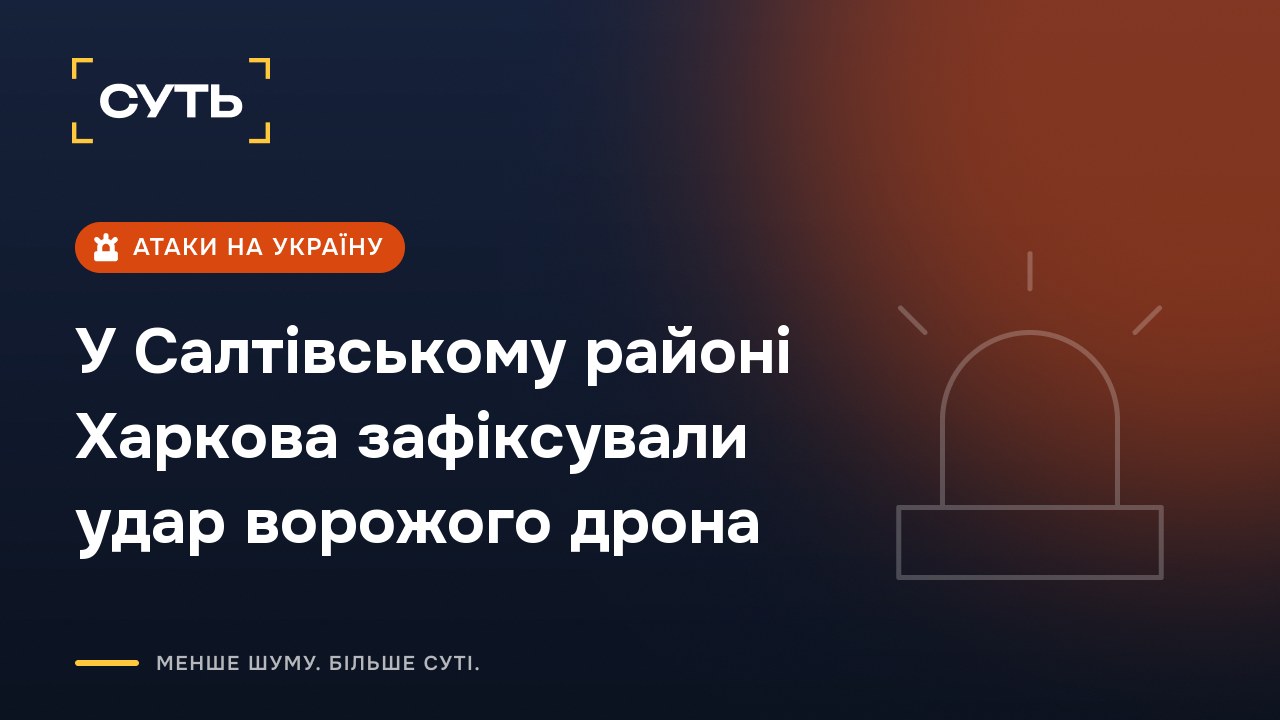 СУТЬ
АТАКИ НА УКРАЇНУ
У Салтівському районі
Харкова зафіксували
удар ворожого дрона
МЕНШЕ ШУМУ. БІЛЬШЕ СУТІ.